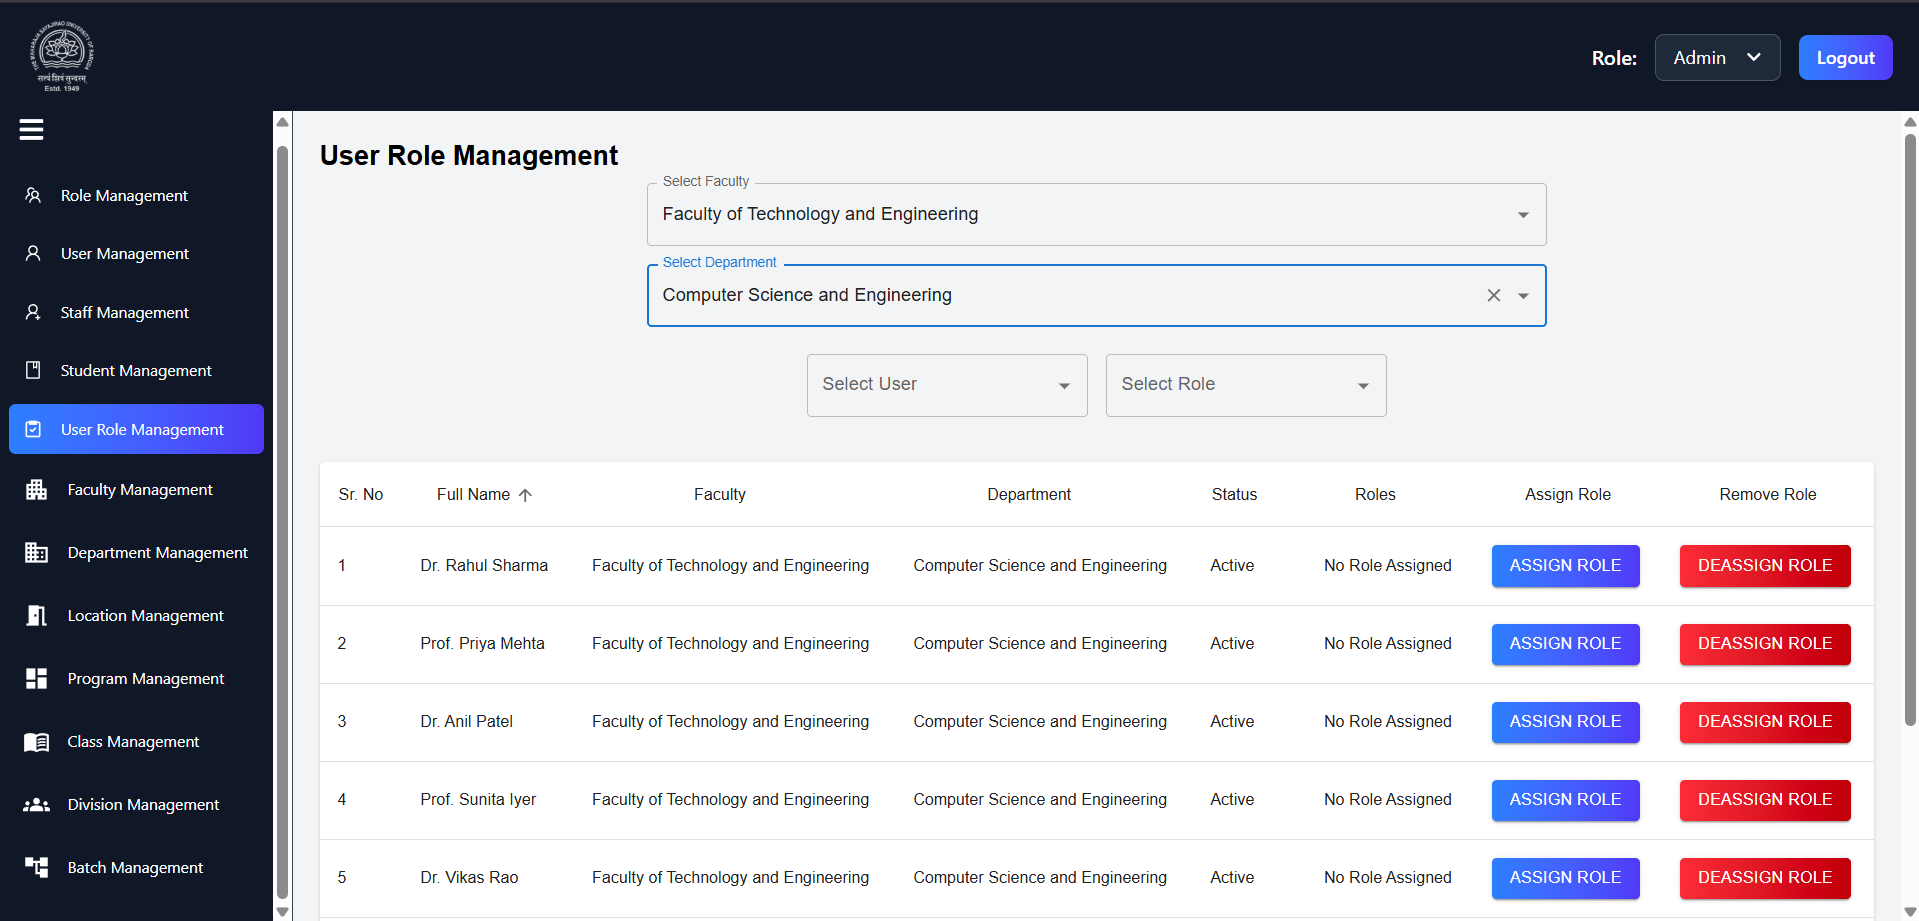 THE MAHARAJA SAYAJIRAO UNIVERSITY OF BARODA
सत्यं शिवं सुन्दरम्
Estd. 1949
Role:
Admin
Logout
Role Management
User Management
Staff Management
Student Management
User Role Management
Faculty Management
Department Management
Location Management
Program Management
Class Management
Division Management
Batch Management
User Role Management
Select Faculty
Faculty of Technology and Engineering
Select Department
Computer Science and Engineering
Select User Select Role
Sr. No Full Name Faculty Department Status Roles Assign Role Remove Role
1 Dr. Rahul Sharma Faculty of Technology and Engineering Computer Science and Engineering Active No Role Assigned ASSIGN ROLE DEASSIGN ROLE
2 Prof. Priya Mehta Faculty of Technology and Engineering Computer Science and Engineering Active No Role Assigned ASSIGN ROLE DEASSIGN ROLE
3 Dr. Anil Patel Faculty of Technology and Engineering Computer Science and Engineering Active No Role Assigned ASSIGN ROLE DEASSIGN ROLE
4 Prof. Sunita Iyer Faculty of Technology and Engineering Computer Science and Engineering Active No Role Assigned ASSIGN ROLE DEASSIGN ROLE
5 Dr. Vikas Rao Faculty of Technology and Engineering Computer Science and Engineering Active No Role Assigned ASSIGN ROLE DEASSIGN ROLE